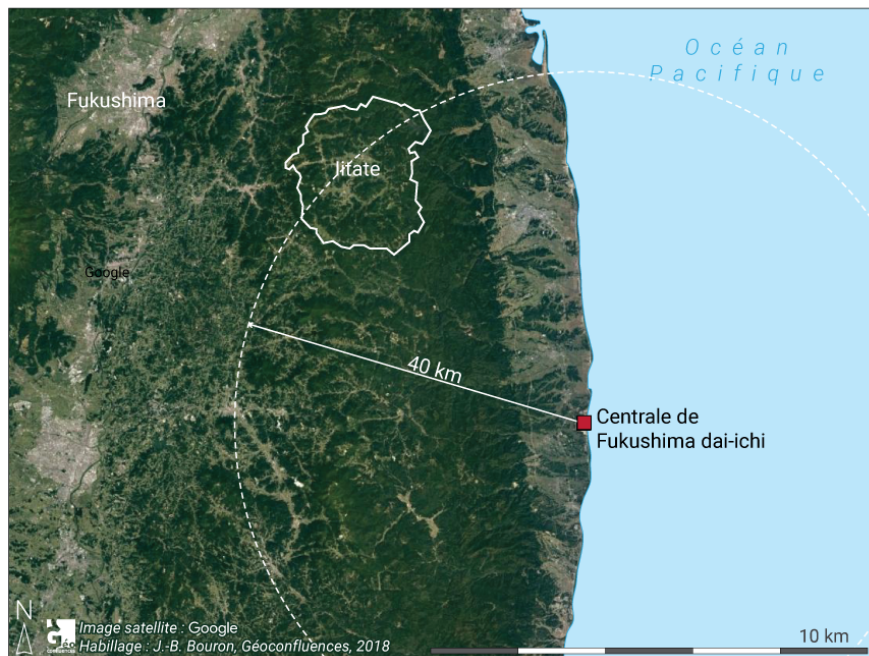 Océan
Pacifique
Fukushima
Iitate
Google
40 km
Centrale de
Fukushima dai-ichi
N
Image satellite : Google
Habillage : J.-B. Bouron, Géoconfluences, 2018
10 km